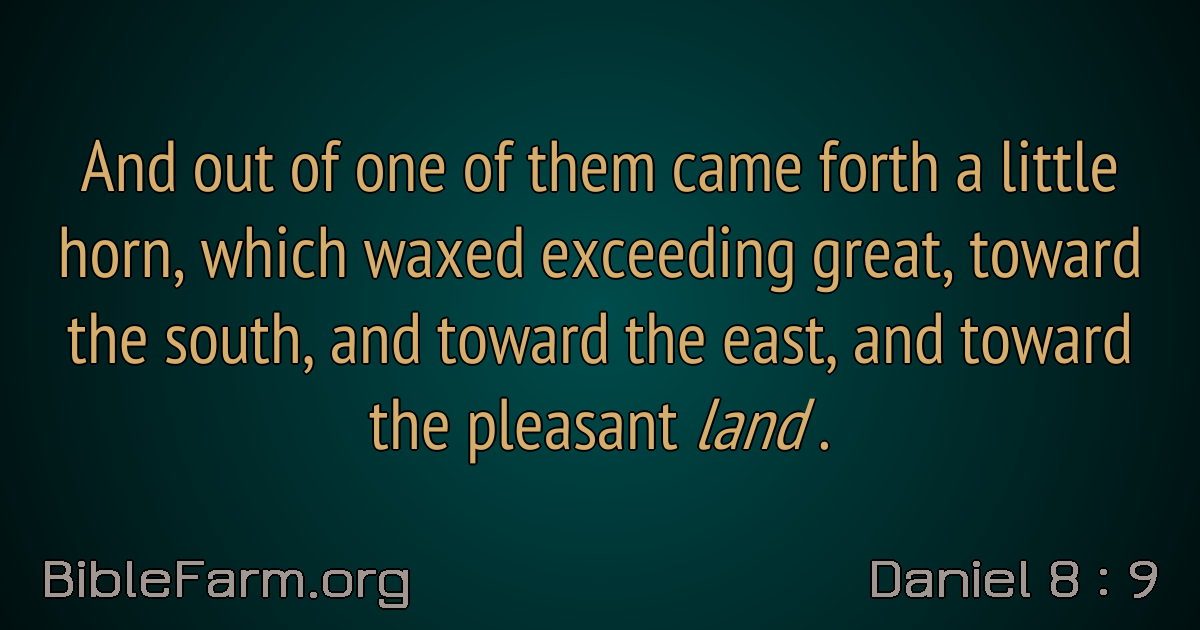 And out of one of them came forth a little
horn, which waxed exceeding great, toward
the south, and toward the east, and toward
the pleasant land .
BibleFarm.org
Daniel 8 : 9